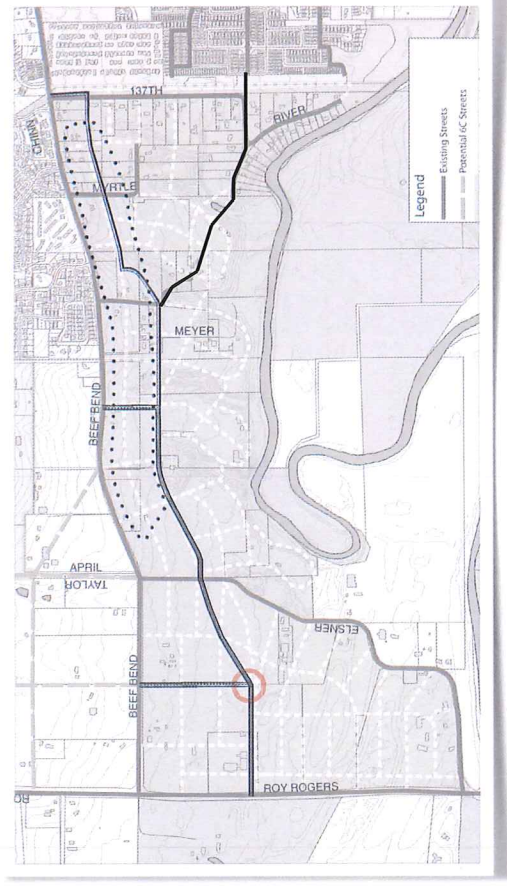 137TH
RIVER
CHINN
MYRTLE
MEYER
BEEF BEND
APRIL
TAYLOR
ELSNER
BEEF BEND
ROY ROGERS
RD
Legend
Existing Streets
Potential 6C Streets